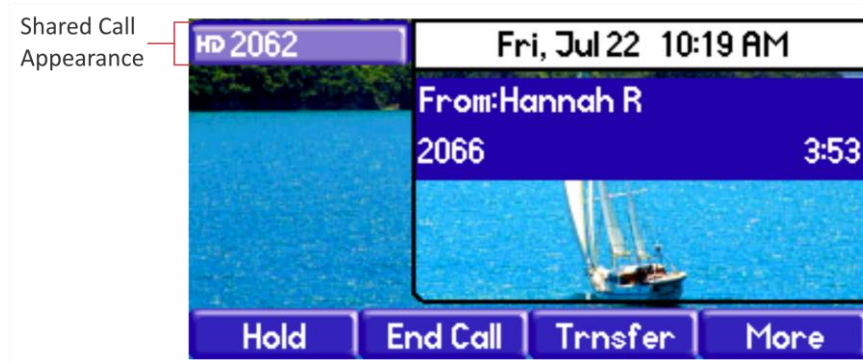 Shared Call
Appearance
HD 2062
Fri, Jul 22 10:19 AM
From:Hannah R
2066 3:53
Hold End Call Trnsfer More